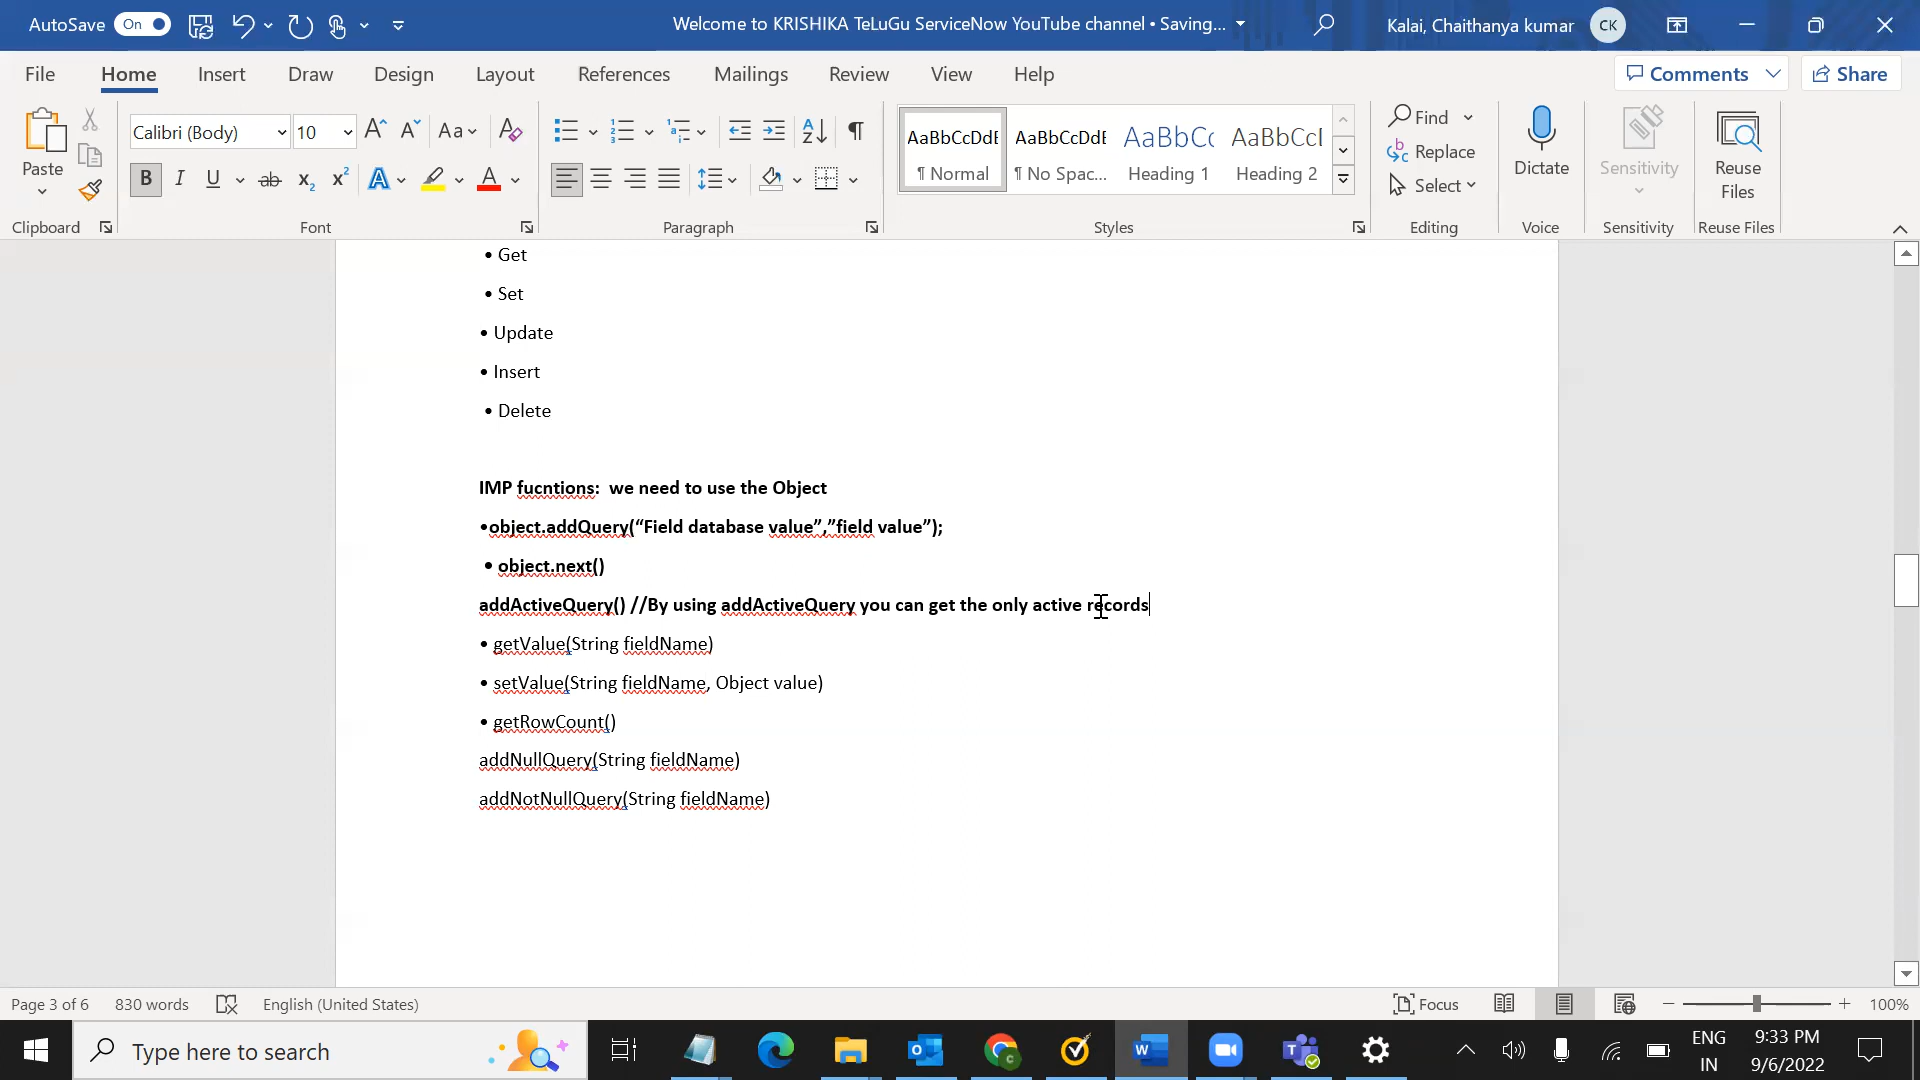 AutoSave On Welcome to KRISHIKA TeLuGu ServiceNow YouTube channel • Saving... Kalai, Chaithanya kumar CK
File Home Insert Draw Design Layout References Mailings Review View Help Comments Share
Paste Calibri (Body) 10 Aa AaBbCcDdE AaBbCcDdE AaBbCc AaBbCcD Find Replace Select Dictate Sensitivity Reuse Files
B I U ab x₂ x² A A ¶ Normal ¶ No Spac... Heading 1 Heading 2
Clipboard Font Paragraph Styles Editing Voice Sensitivity Reuse Files
• Get
• Set
• Update
• Insert
• Delete
IMP fucntions: we need to use the Object
•object.addQuery(“Field database value”,”field value”);
• object.next()
addActiveQuery() //By using addActiveQuery you can get the only active records
• getValue(String fieldName)
• setValue(String fieldName, Object value)
• getRowCount()
addNullQuery(String fieldName)
addNotNullQuery(String fieldName)
Page 3 of 6 830 words English (United States) Focus 100%
Type here to search ENG 9:33 PM
IN 9/6/2022